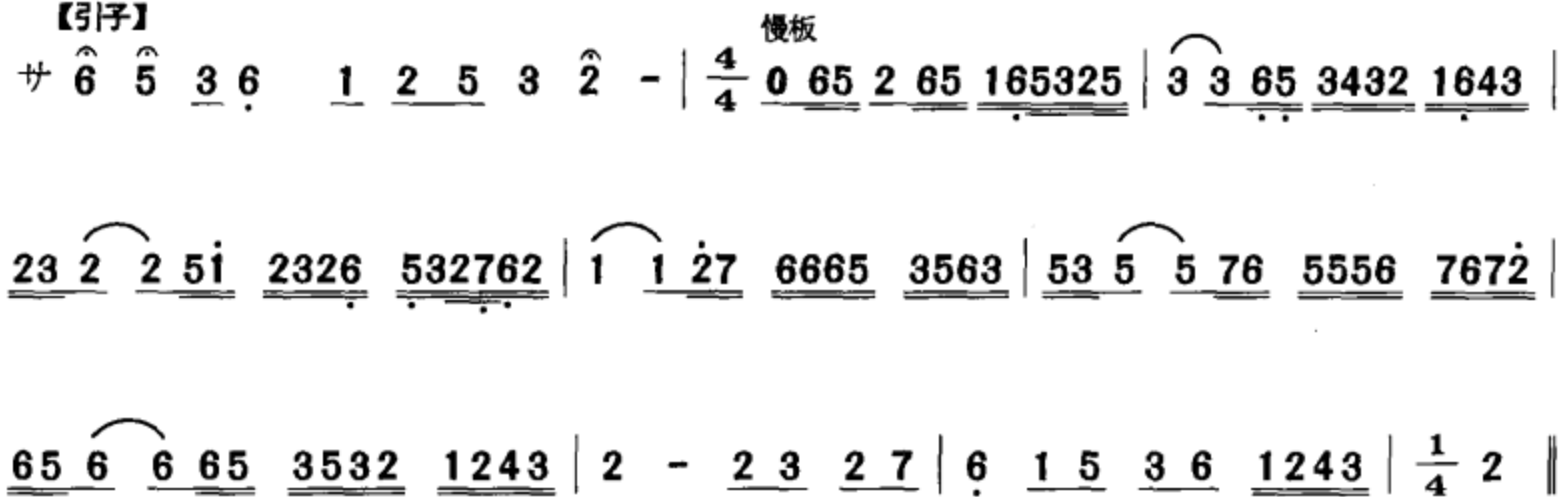 【引子】
慢板
サ 6 5 3 6 1 2 5 3 2 - | 4/4 0 65 2 65 165325 | 3 3 65 3432 1643 |
23 2 2 51 2326 532762 | 1 1 27 6665 3563 | 53 5 5 76 5556 7672 |
65 6 6 65 3532 1243 | 2 - 2 3 2 7 | 6 1 5 3 6 1243 | 1/4 2 ‖